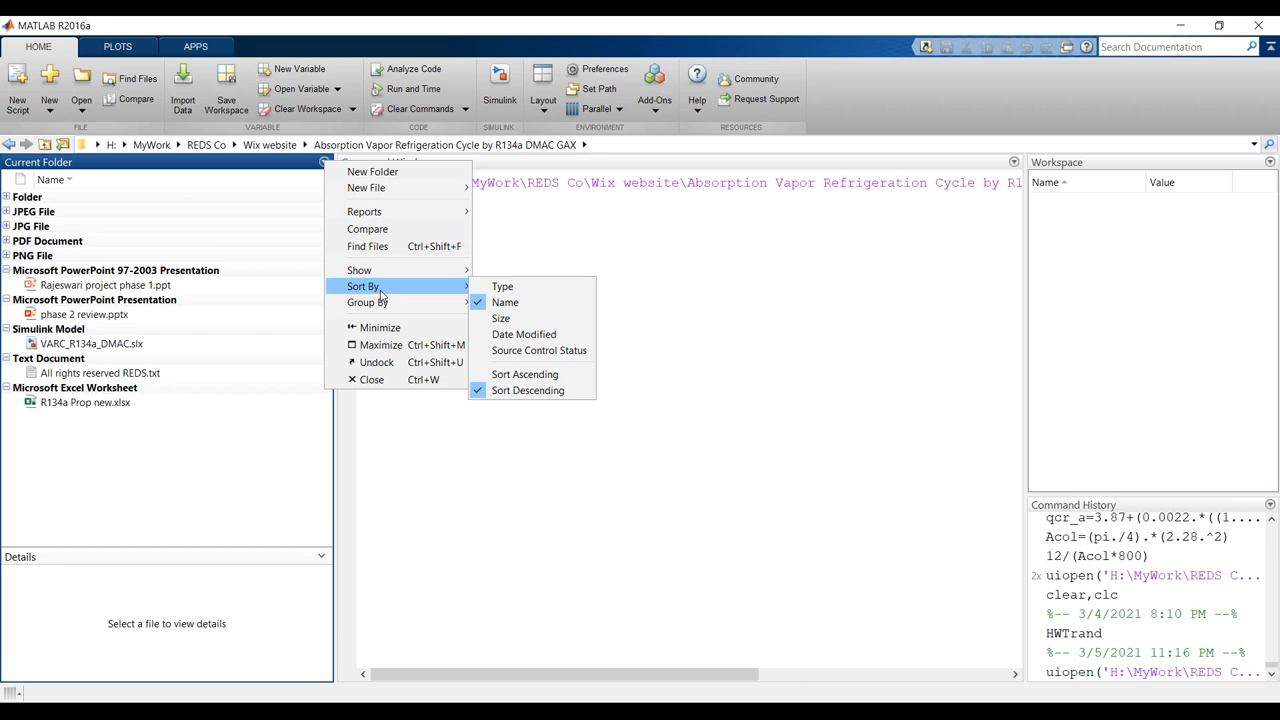 MATLAB R2016a
HOME PLOTS APPS
Search Documentation
New Script
New
Open
Find Files
Compare
Import Data
Save Workspace
New Variable
Open Variable
Clear Workspace
Analyze Code
Run and Time
Clear Commands
Simulink
Layout
Preferences
Set Path
Parallel
Add-Ons
Help
Community
Request Support
FILE VARIABLE CODE SIMULINK ENVIRONMENT RESOURCES
H: MyWork REDS Co Wix website Absorption Vapor Refrigeration Cycle by R134a DMAC GAX
Current Folder
Name
Folder
JPEG File
JPG File
PDF Document
PNG File
Microsoft PowerPoint 97-2003 Presentation
Rajeswari project phase 1.ppt
Microsoft PowerPoint Presentation
phase 2 review.pptx
Simulink Model
VARC_R134a_DMAC.slx
Text Document
All rights reserved REDS.txt
Microsoft Excel Worksheet
R134a Prop new.xlsx
Details
Select a file to view details
New Folder
New File
Reports
Compare
Find Files Ctrl+Shift+F
Show
Sort By
Group By
Minimize
Maximize Ctrl+Shift+M
Undock Ctrl+Shift+U
Close Ctrl+W
Type
Name
Size
Date Modified
Source Control Status
Sort Ascending
Sort Descending
MyWork\REDS Co\Wix website\Absorption Vapor Refrigeration Cycle by R1
Workspace
Name Value
Command History
qcr_a=3.87+(0.0022.*((1....
Acol=(pi./4).*(2.28.^2)
12/(Acol*800)
2x uiopen('H:\MyWork\REDS C...
clear,clc
%-- 3/4/2021 8:10 PM --%
HWTrand
%-- 3/5/2021 11:16 PM --%
uiopen('H:\MyWork\REDS C...